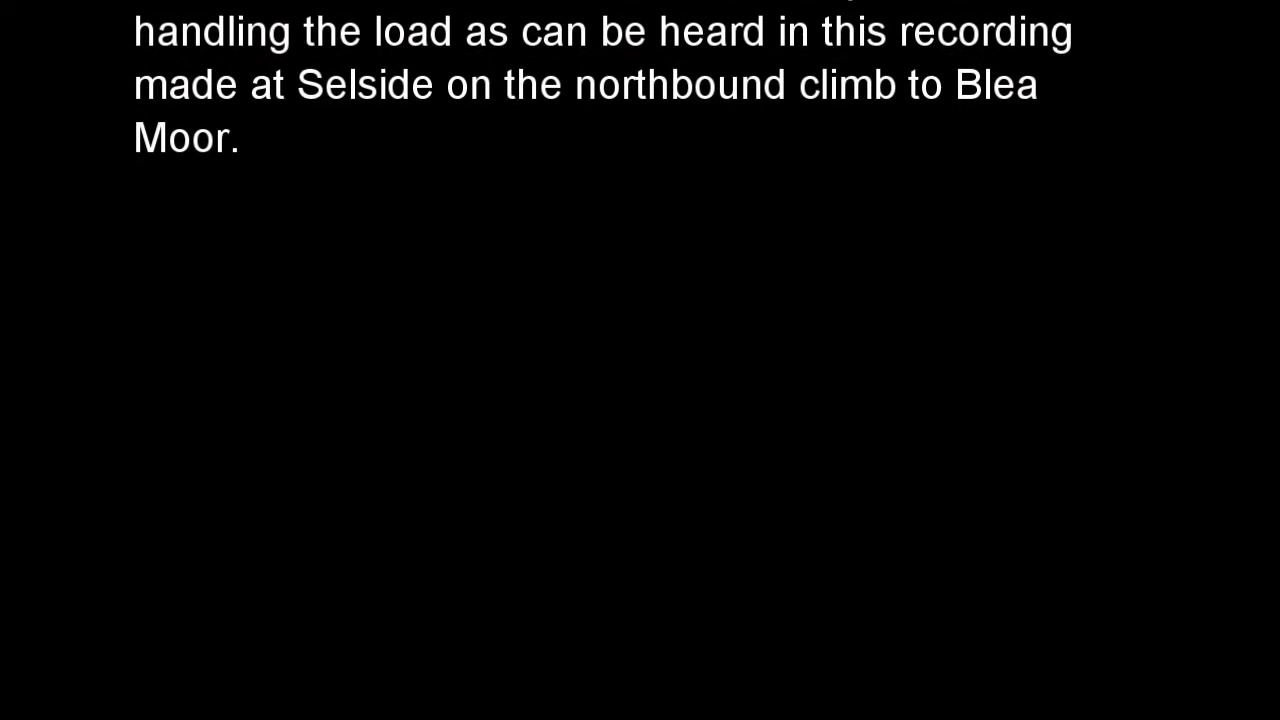 handling the load as can be heard in this recording
made at Selside on the northbound climb to Blea
Moor.